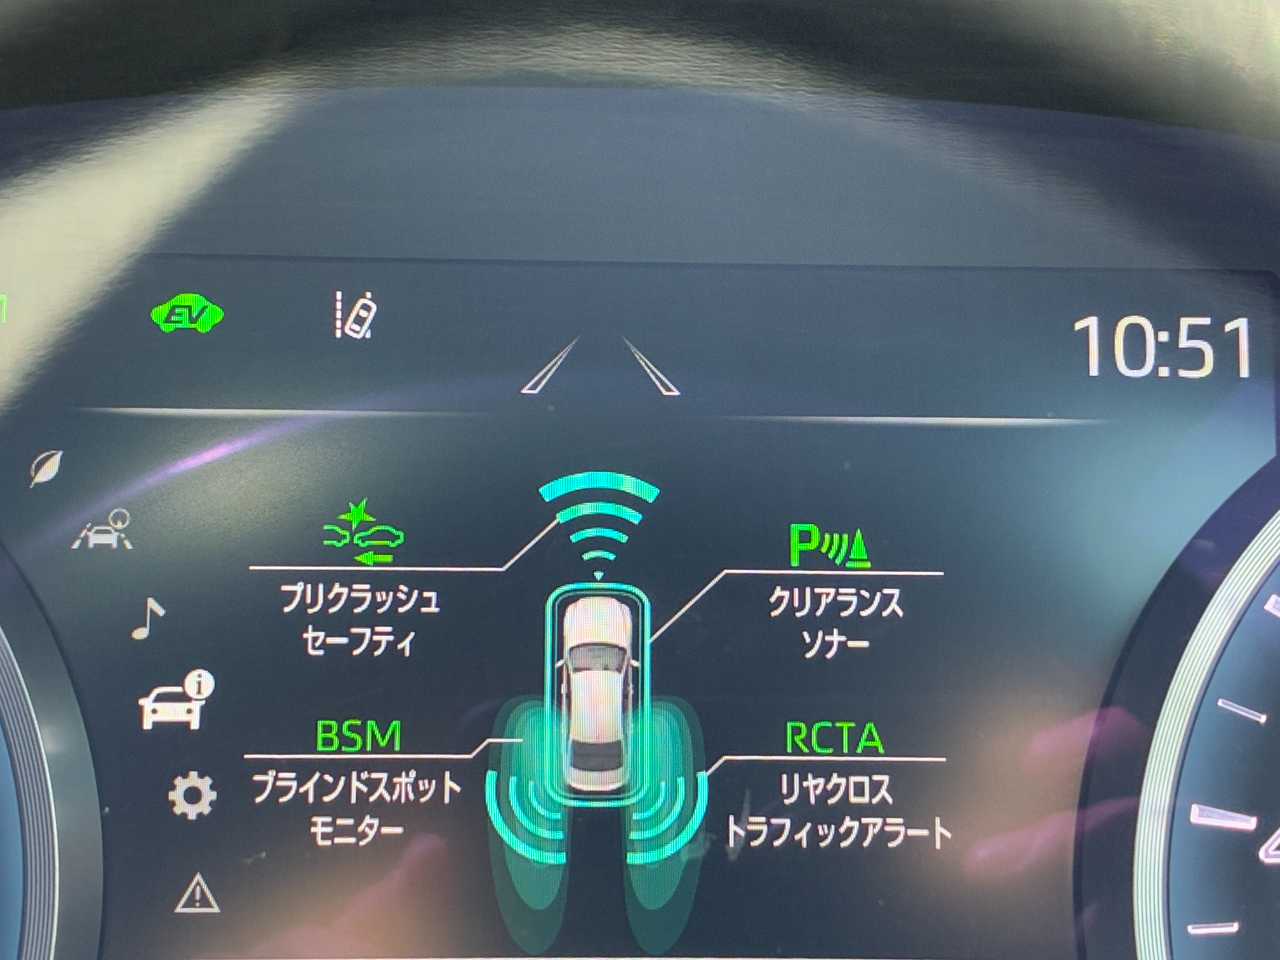 EV
10:51
プリクラッシュ
セーフティ
P
クリアランス
ソナー
BSM
ブラインドスポット
モニター
RCTA
リヤクロス
トラフィックアラート